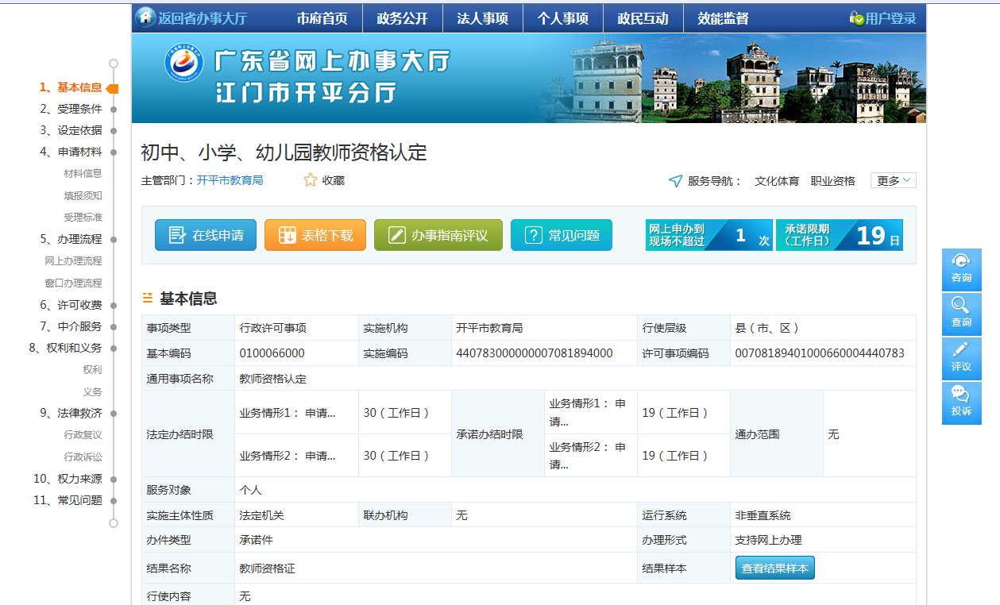 返回省办事大厅 市府首页 政务公开 法人事项 个人事项 政民互动 效能监督 用户登录
广东省网上办事大厅
江门市开平分厅
1、基本信息
2、受理条件
3、设定依据
4、申请材料
材料信息
填报须知
受理标准
5、办理流程
网上办理流程
窗口办理流程
6、许可收费
7、中介服务
8、权利和义务
权利
义务
9、法律救济
行政复议
行政诉讼
10、权力来源
11、常见问题
初中、小学、幼儿园教师资格认定
主管部门：开平市教育局 收藏 服务导航： 文化体育 职业资格 更多
在线申请 表格下载 办事指南评议 常见问题
网上申办到
现场不超过 1 次
承诺限期
（工作日） 19 日
基本信息
事项类型 行政许可事项 实施机构 开平市教育局 行使层级 县（市、区）
基本编码 0100066000 实施编码 440783000000007081894000 许可事项编码 00708189401000660004440783
通用事项名称 教师资格认定
法定办结时限 业务情形1： 申请... 30（工作日）
业务情形2： 申请... 30（工作日）
承诺办结时限 业务情形1： 申
请... 19（工作日）
业务情形2： 申
请... 19（工作日）
通办范围 无
服务对象 个人
实施主体性质 法定机关 联办机构 无 运行系统 非垂直系统
办件类型 承诺件 办理形式 支持网上办理
结果名称 教师资格证 结果样本 查看结果样本
行使内容 无
咨询
查询
评议
投诉